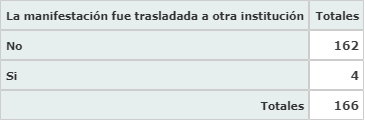 La manifestación fue trasladada a otra institución Totales
No 162
Si 4
Totales 166